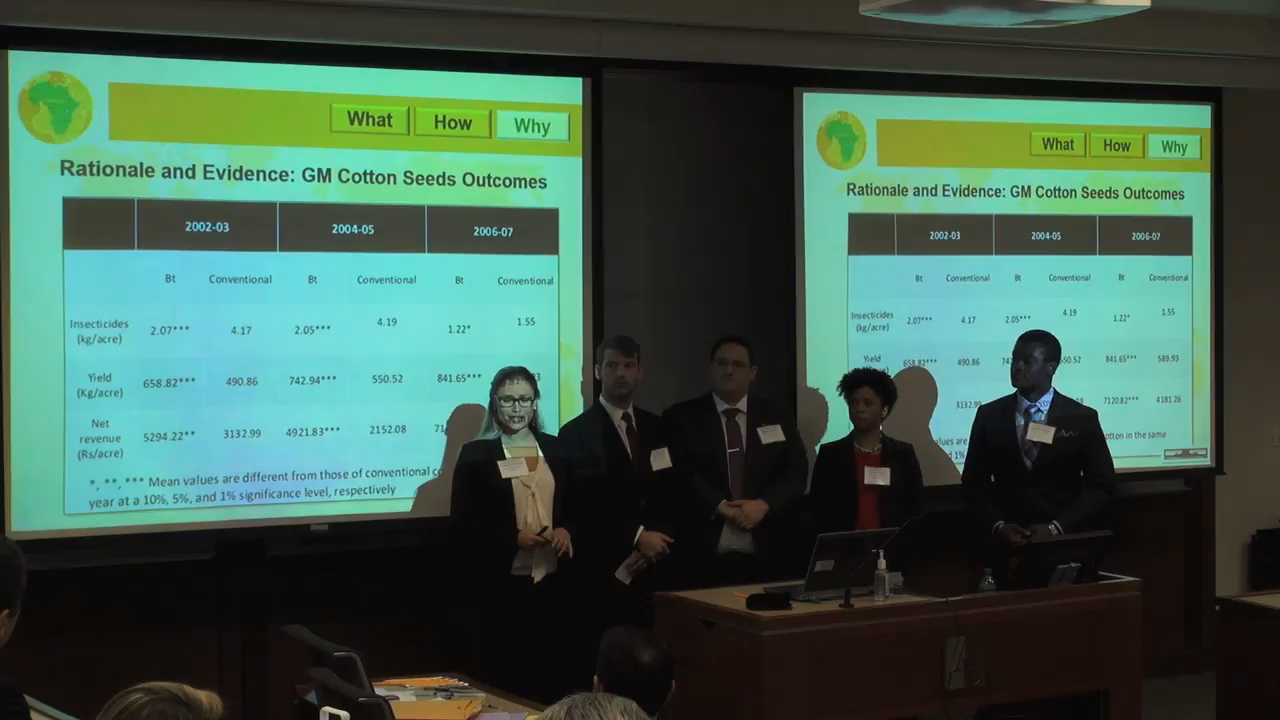 What How Why
Rationale and Evidence: GM Cotton Seeds Outcomes
2002-03 2004-05 2006-07
Bt Conventional Bt Conventional Bt Conventional
Insecticides
(kg/acre)
2.07*** 4.17 2.05*** 4.19 1.22* 1.55
Yield
(Kg/acre)
658.82*** 490.86 742.94*** 550.52 841.65***
Net
revenue
(Rs/acre)
5294.22** 3132.99 4921.83*** 2152.08 71
*, **, *** Mean values are different from those of conventional co
year at a 10%, 5%, and 1% significance level, respectively
What How Why
Rationale and Evidence: GM Cotton Seeds Outcomes
2002-03 2004-05 2006-07
Bt Conventional Bt Conventional Bt Conventional
Insecticides
(kg/acre)
2.07*** 4.17 2.05*** 4.19 1.22* 1.55
Yield
658.82*** 490.86 550.52 841.65*** 589.93
3132.99 7120.82*** 4181.26
alues are otton in the same